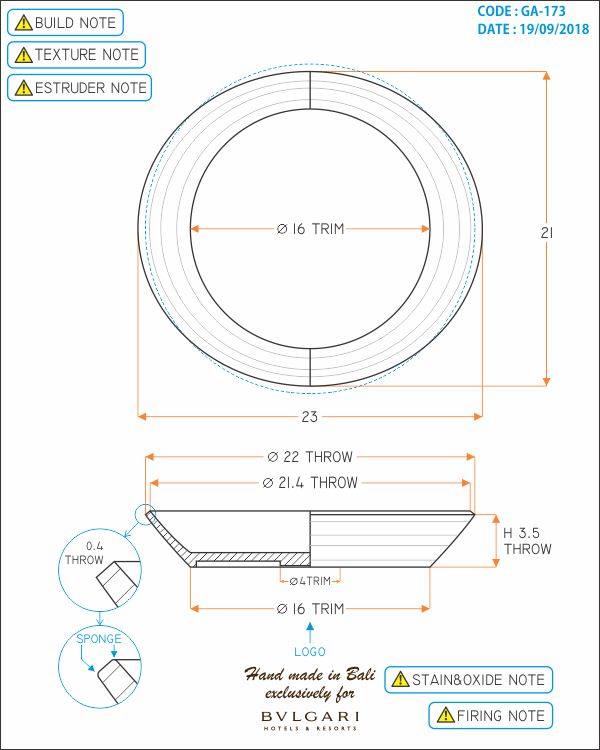 BUILD NOTE
TEXTURE NOTE
ESTRUDER NOTE
CODE : GA-173
DATE : 19/09/2018
Ø 16 TRIM
21
23
Ø 22 THROW
Ø 21.4 THROW
0.4
THROW
H 3.5
THROW
Ø4TRIM
Ø 16 TRIM
SPONGE
LOGO
Hand made in Bali
exclusively for
BVLGARI
HOTELS & RESORTS
STAIN&OXIDE NOTE
FIRING NOTE